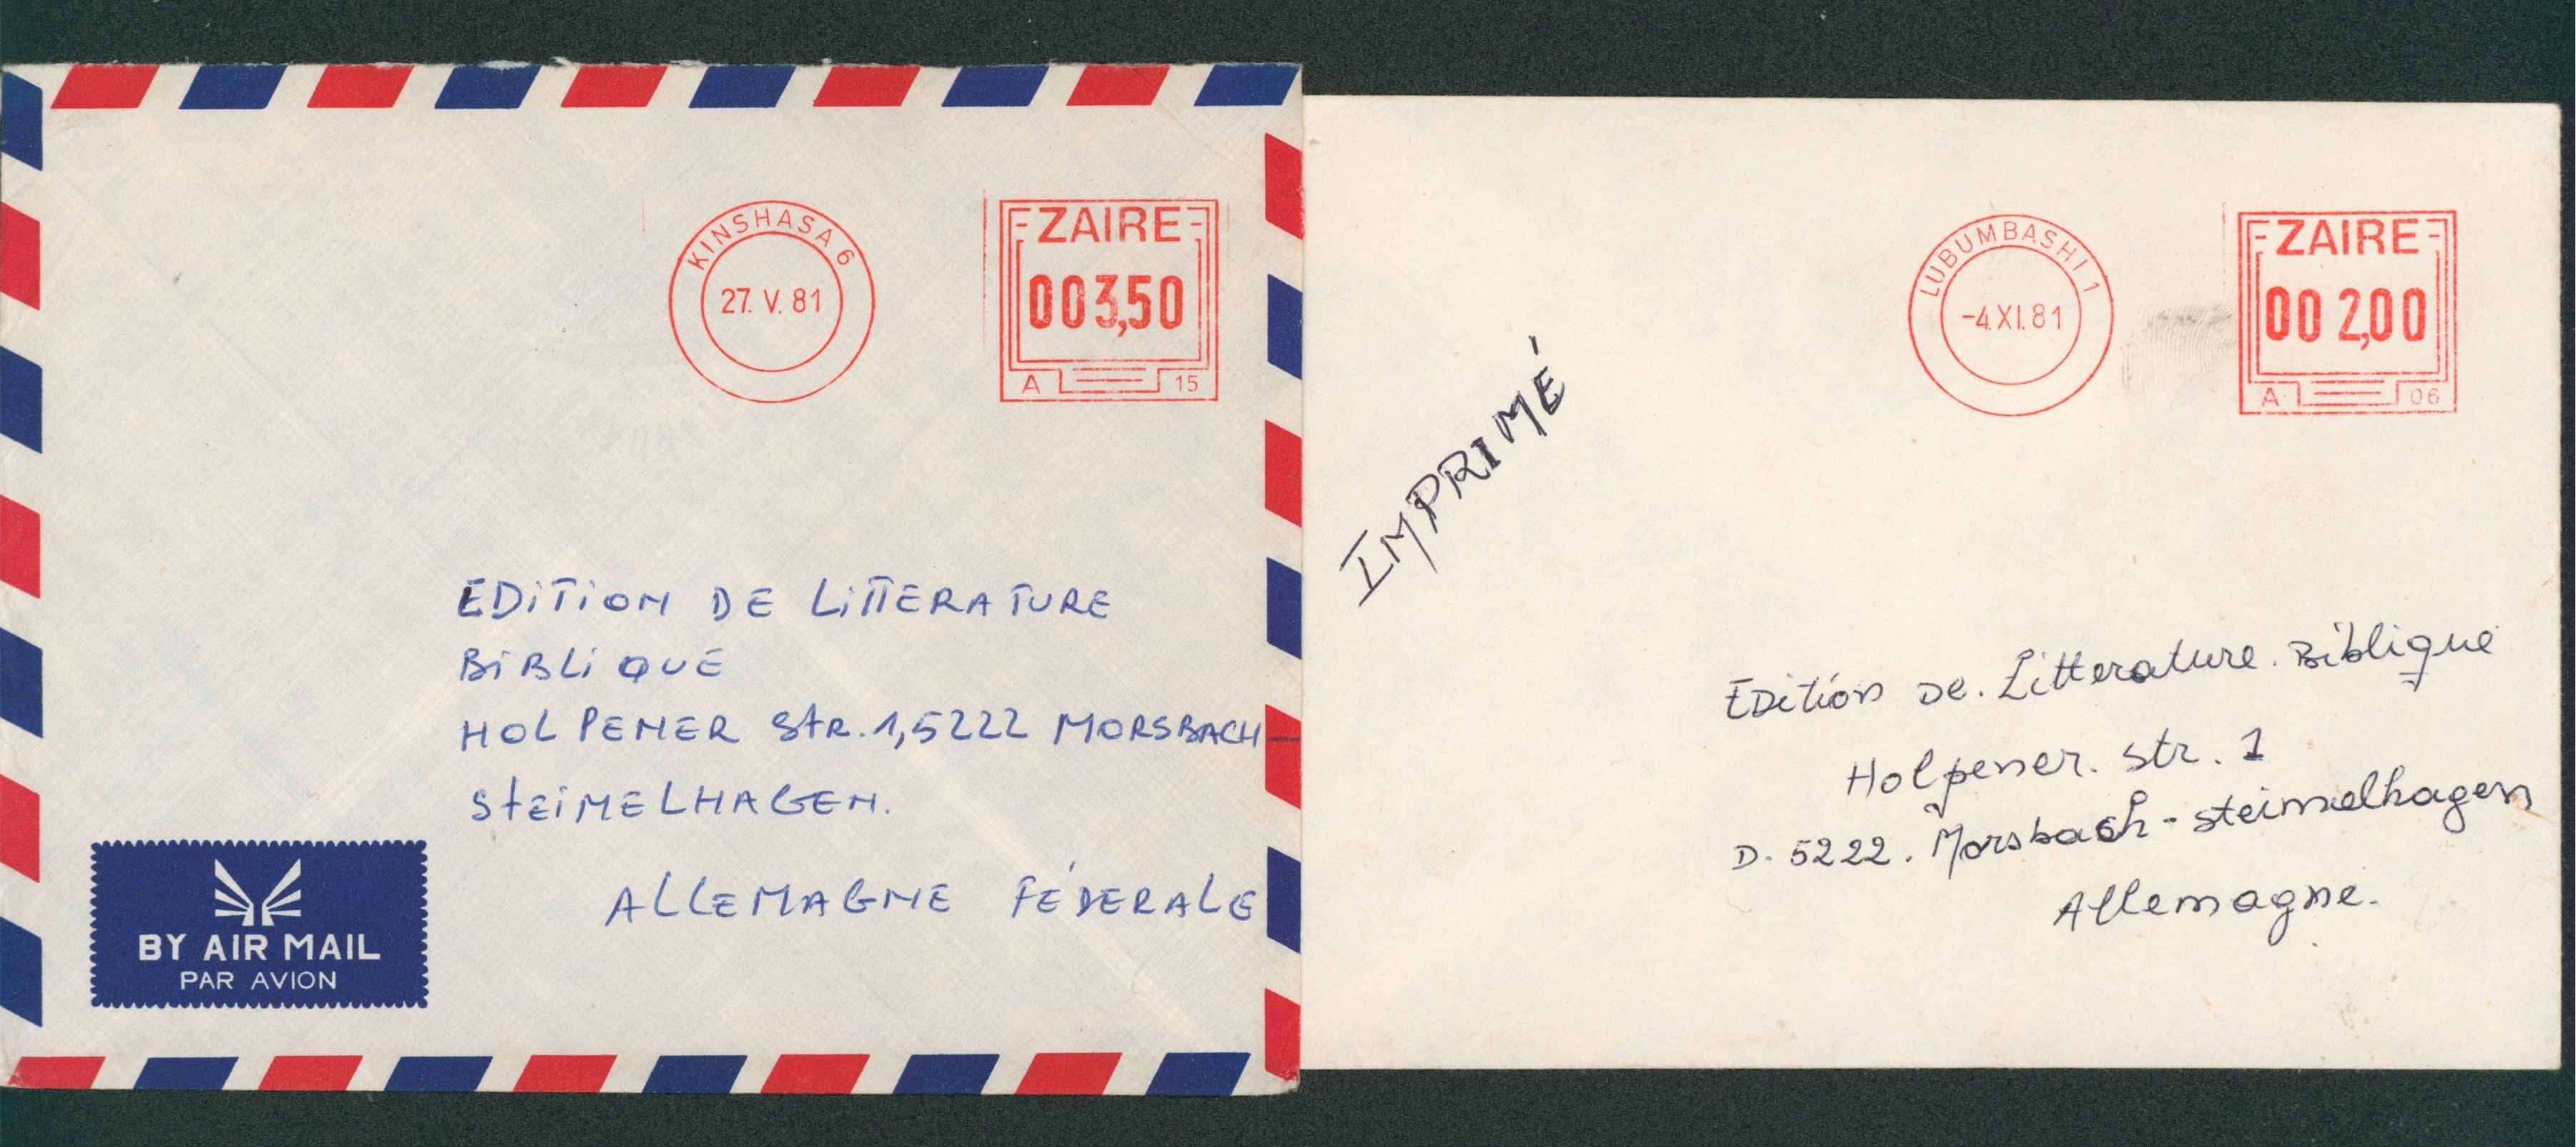 KINSHASA 6
27. V. 81
ZAIRE
003,50
A 15
EDITION DE LITTERATURE
BIBLIQUE
HOLPENER STR. 1, 5222 MORSBACH-
STEIMELHAGEN.
ALLEMAGNE FÉDERALE
BY AIR MAIL
PAR AVION
LUBUMBASHI 1
-4.XI.81
ZAIRE
00 2,00
A 06
IMPRIMÉ
EDition De. Litterature. Biblique
Holpener. Str. 1
D. 5222. Morsbach-steimelhagen
Allemagne.